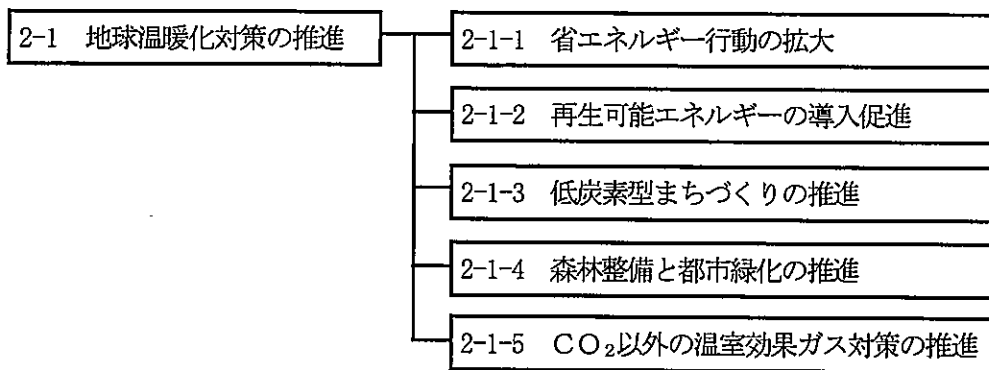 2-1 地球温暖化対策の推進
2-1-1 省エネルギー行動の拡大
2-1-2 再生可能エネルギーの導入促進
2-1-3 低炭素型まちづくりの推進
2-1-4 森林整備と都市緑化の推進
2-1-5 CO₂以外の温室効果ガス対策の推進